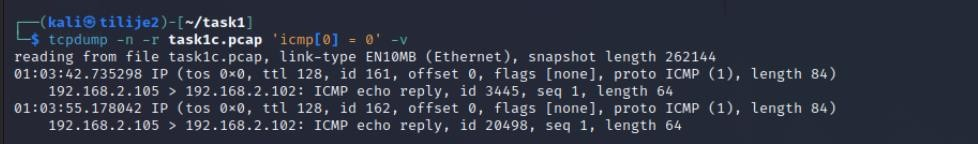 ┌──(kali㉿tilije2)-[~/task1]
└─$ tcpdump -n -r task1c.pcap 'icmp[0] = 0' -v
reading from file task1c.pcap, link-type EN10MB (Ethernet), snapshot length 262144
01:03:42.735298 IP (tos 0×0, ttl 128, id 161, offset 0, flags [none], proto ICMP (1), length 84)
    192.168.2.105 > 192.168.2.102: ICMP echo reply, id 3445, seq 1, length 64
01:03:55.178042 IP (tos 0×0, ttl 128, id 162, offset 0, flags [none], proto ICMP (1), length 84)
    192.168.2.105 > 192.168.2.102: ICMP echo reply, id 20498, seq 1, length 64